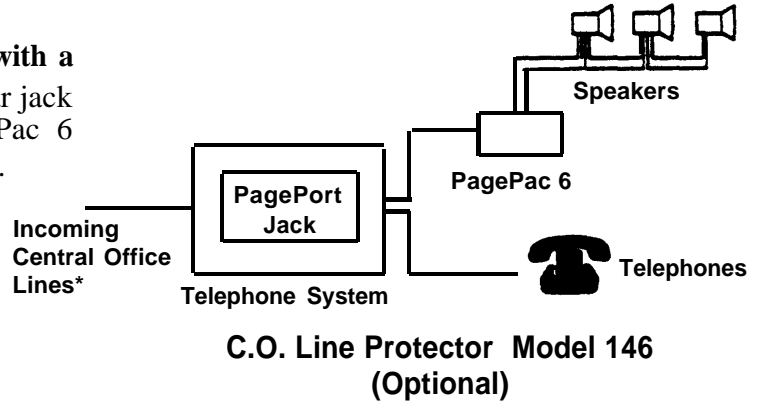 with a
r jack
Pac 6
.
Speakers
PagePac 6
PagePort
Jack
Incoming
Central Office
Lines*
Telephone System
Telephones
C.O. Line Protector Model 146
(Optional)